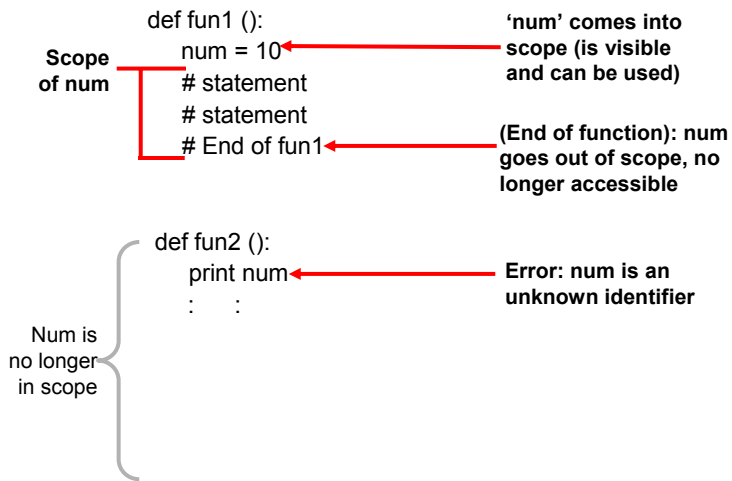 def fun1 ():
num = 10
# statement
# statement
# End of fun1
Scope
of num
‘num’ comes into
scope (is visible
and can be used)
(End of function): num
goes out of scope, no
longer accessible
def fun2 ():
print num
: :
Error: num is an
unknown identifier
Num is
no longer
in scope